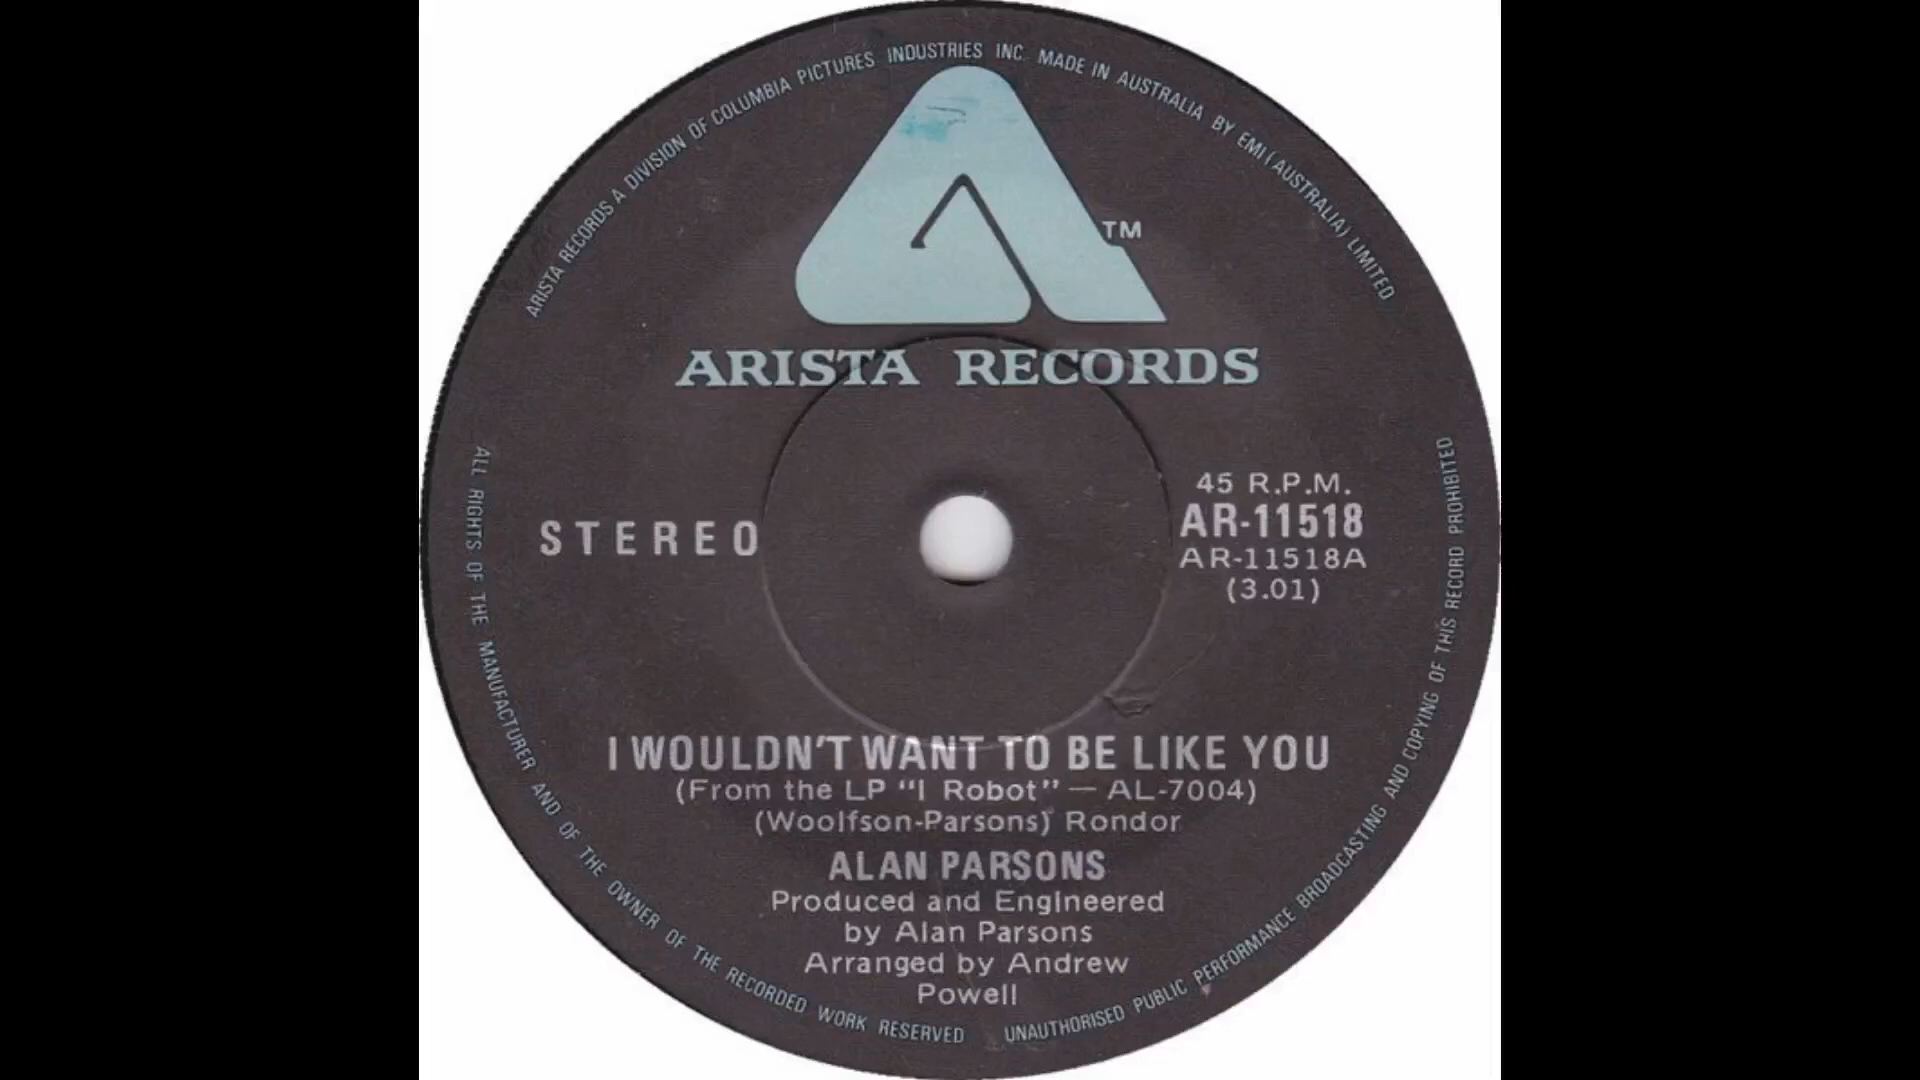 ARISTA RECORDS A DIVISION OF COLUMBIA PICTURES INDUSTRIES INC. MADE IN AUSTRALIA BY EMI (AUSTRALIA) LIMITED
TM
ARISTA RECORDS
STEREO
45 R.P.M.
AR-11518
AR-11518A
(3.01)
I WOULDN'T WANT TO BE LIKE YOU
(From the LP "I Robot" — AL-7004)
(Woolfson-Parsons) Rondor
ALAN PARSONS
Produced and Engineered
by Alan Parsons
Arranged by Andrew
Powell
ALL RIGHTS OF THE MANUFACTURER AND OF THE OWNER OF THE RECORDED WORK RESERVED
UNAUTHORISED PUBLIC PERFORMANCE BROADCASTING AND COPYING OF THIS RECORD PROHIBITED